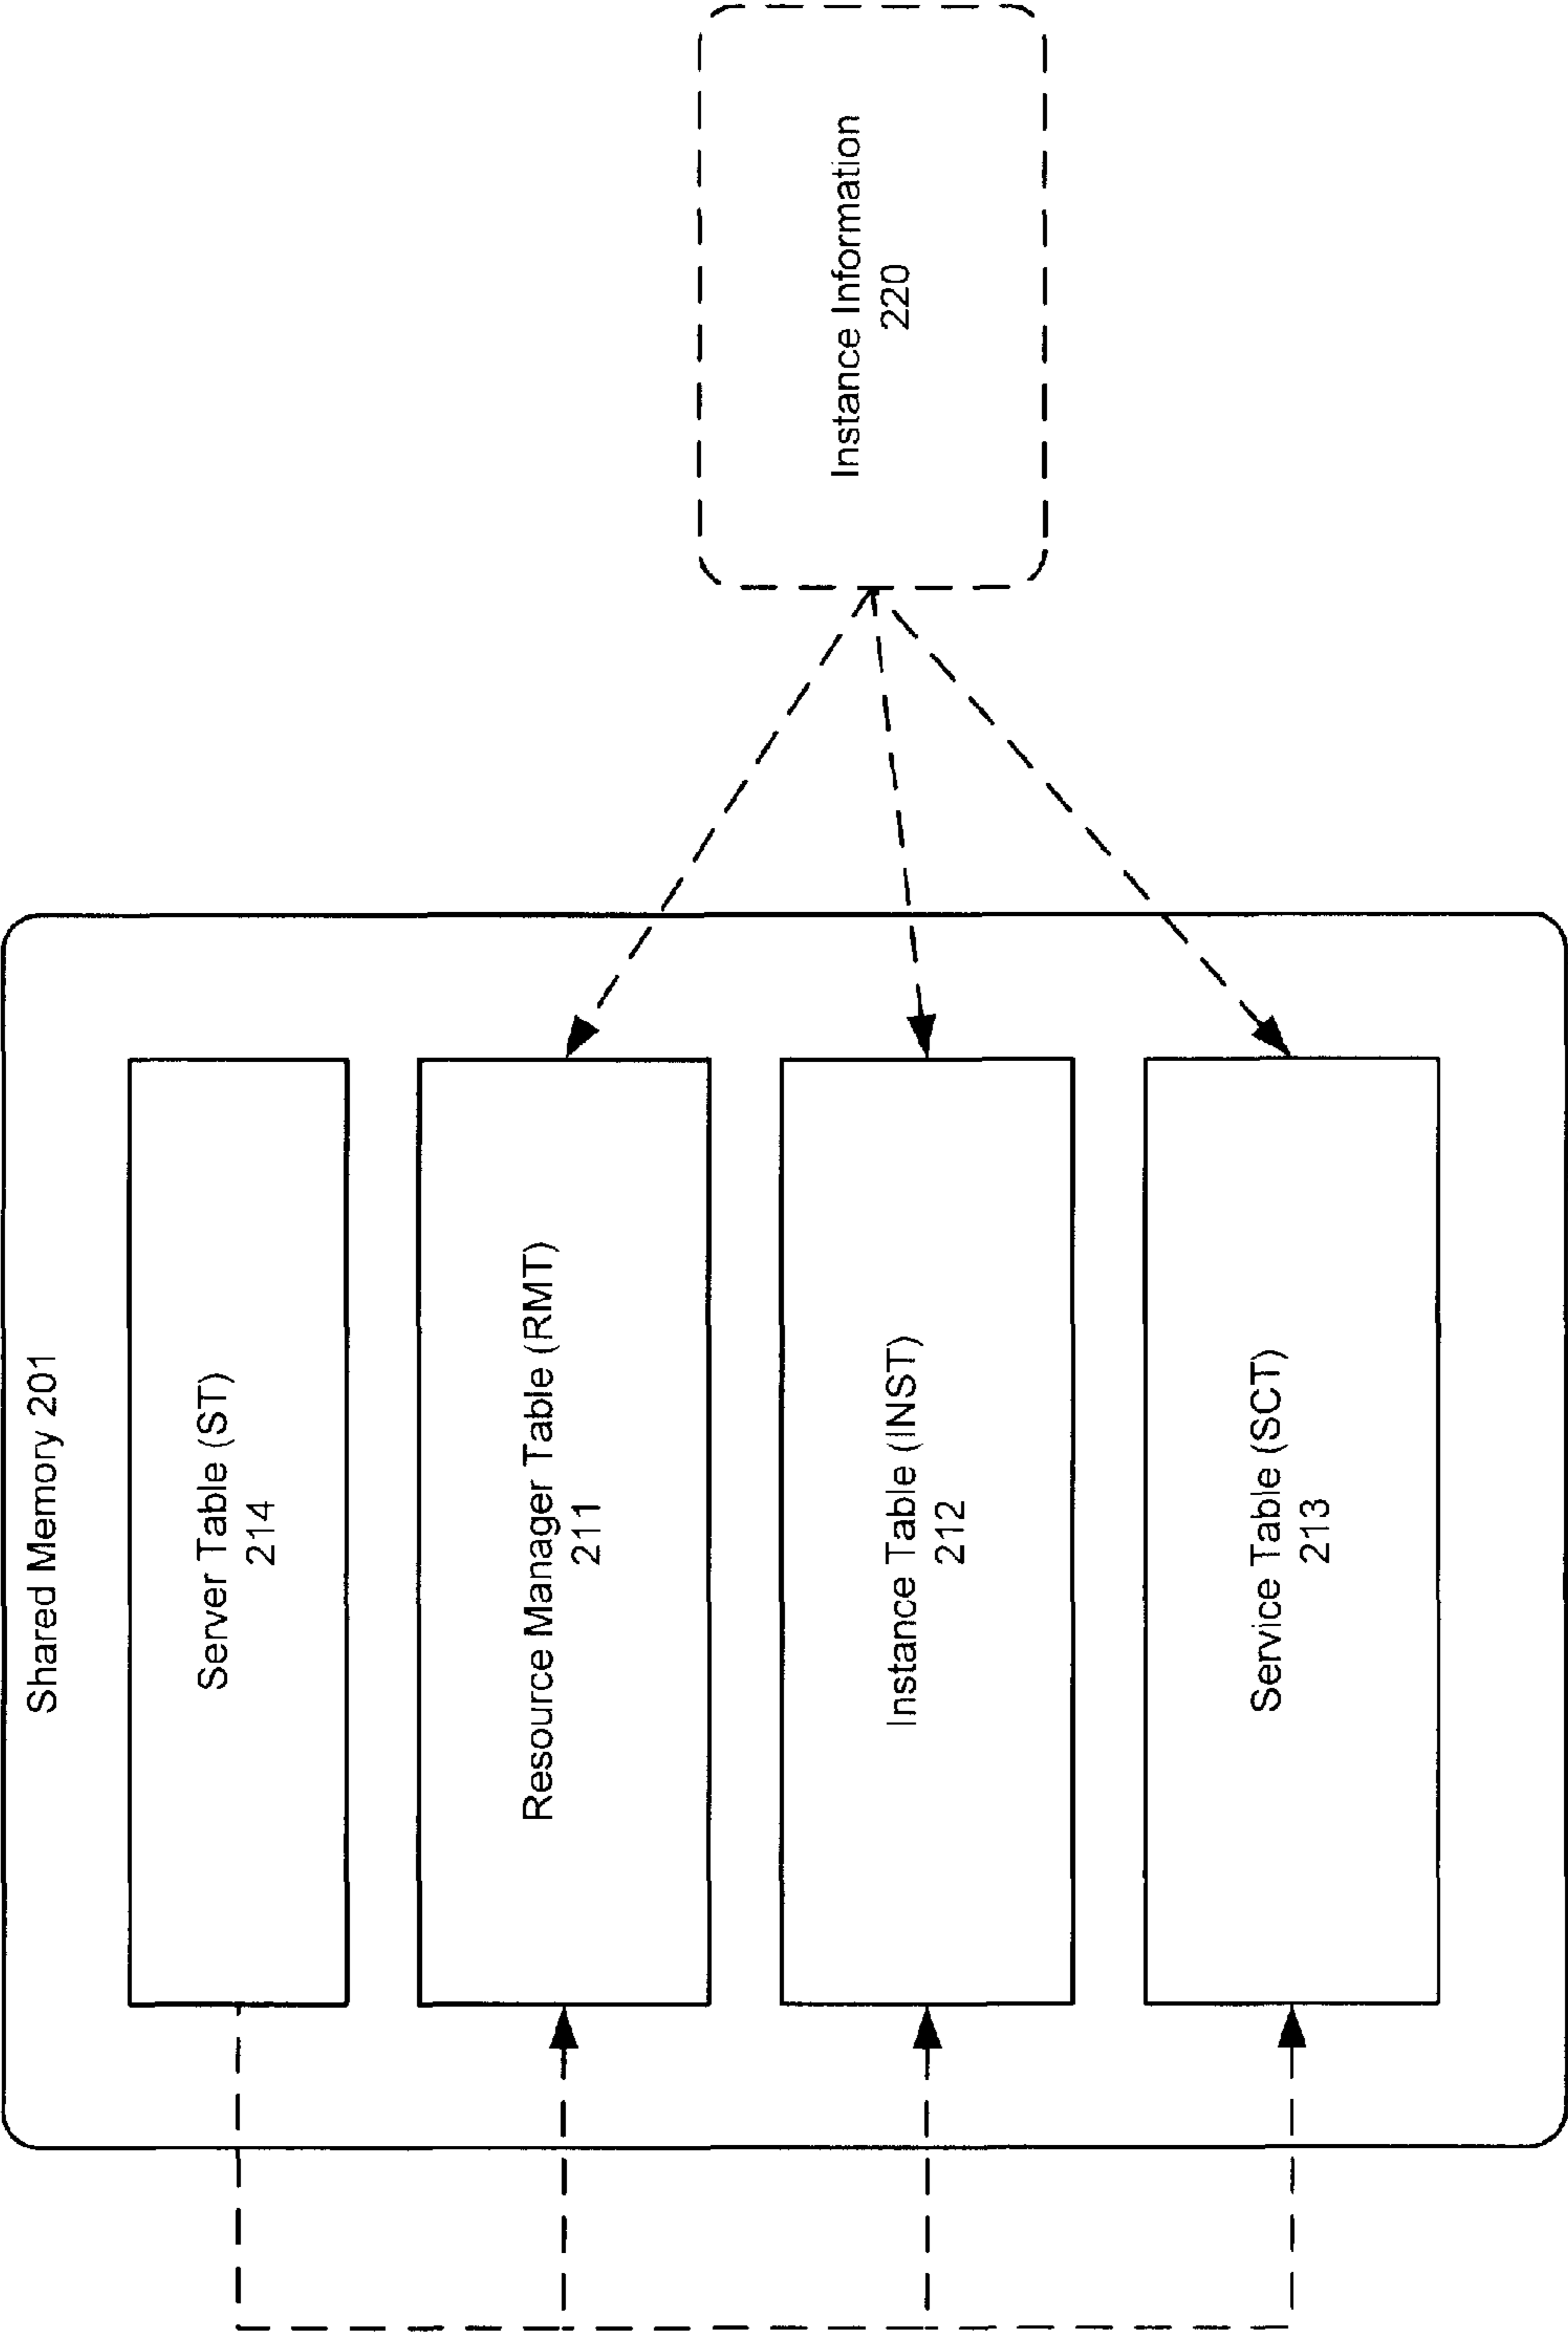 Shared Memory 201
Server Table (ST)
214
Resource Manager Table (RMT)
211
Instance Table (INST)
212
Service Table (SCT)
213
Instance Information
220